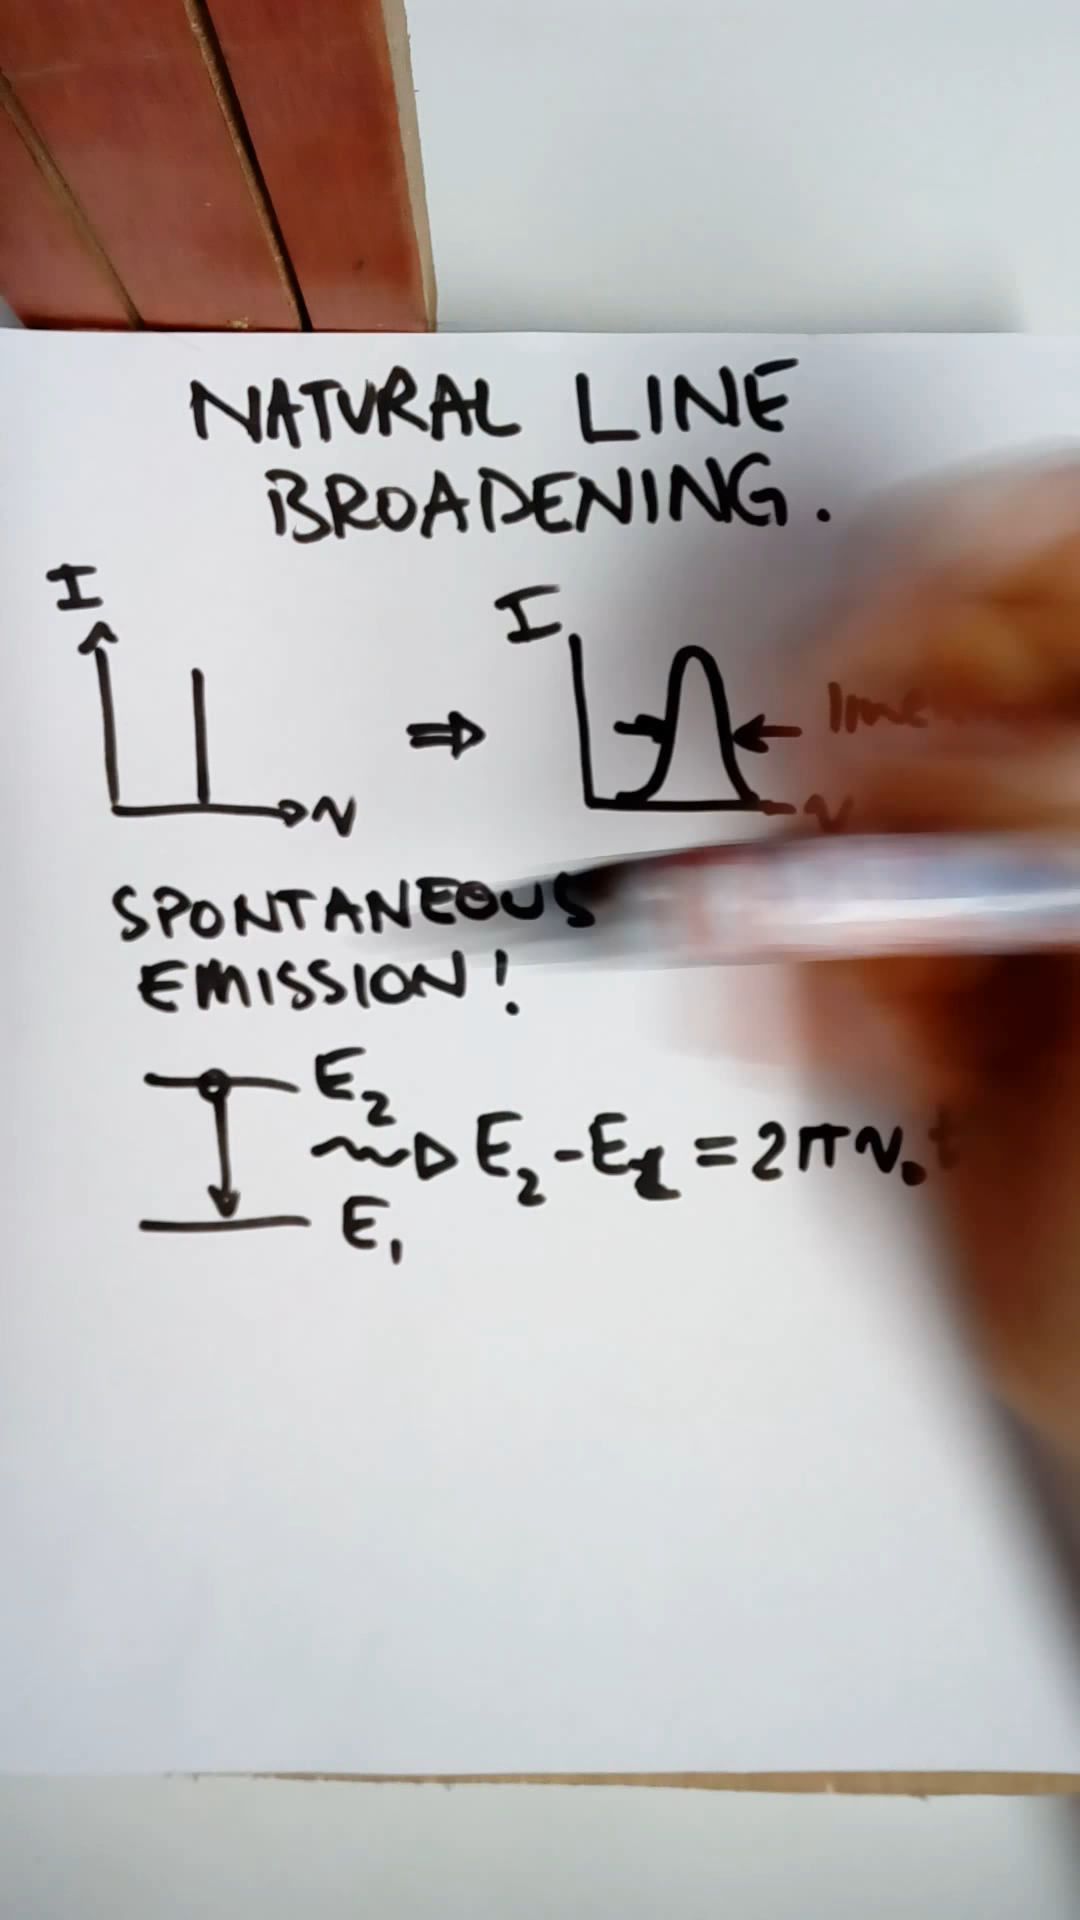 NATURAL LINE
BROADENING.
I
I
⇒
ν
ν
SPONTANEOUS
EMISSION!
E₂
E₂-E₁ = 2πν₀
E₁